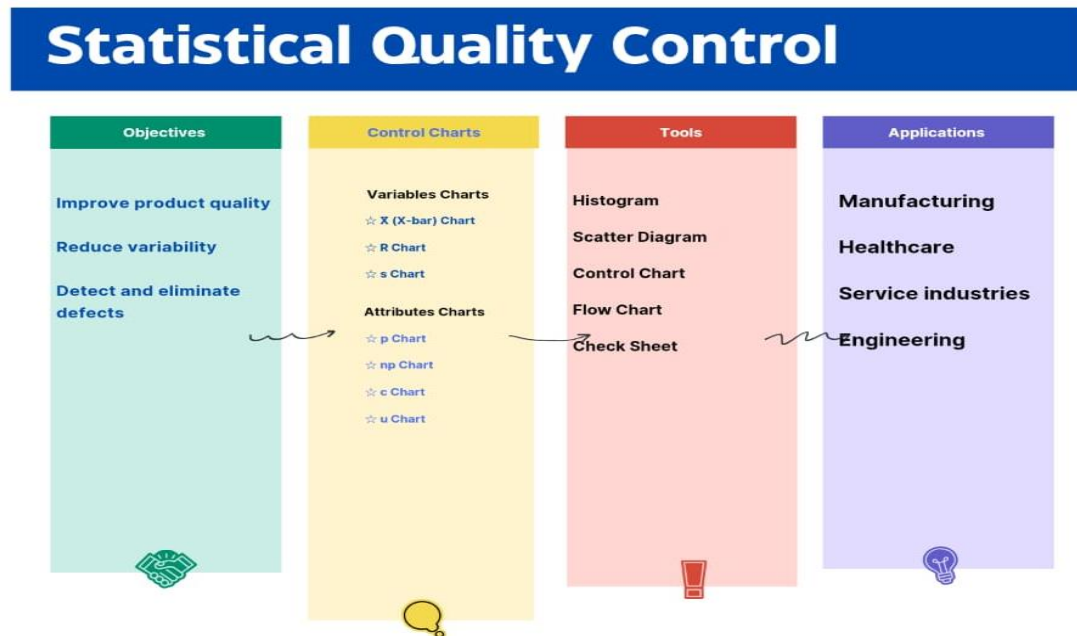 Statistical Quality Control
Objectives
Improve product quality
Reduce variability
Detect and eliminate
defects
Control Charts
Variables Charts
☆ X̄ (X-bar) Chart
☆ R Chart
☆ s Chart
Attributes Charts
☆ p Chart
☆ np Chart
☆ c Chart
☆ u Chart
Tools
Histogram
Scatter Diagram
Control Chart
Flow Chart
Check Sheet
Applications
Manufacturing
Healthcare
Service industries
Engineering